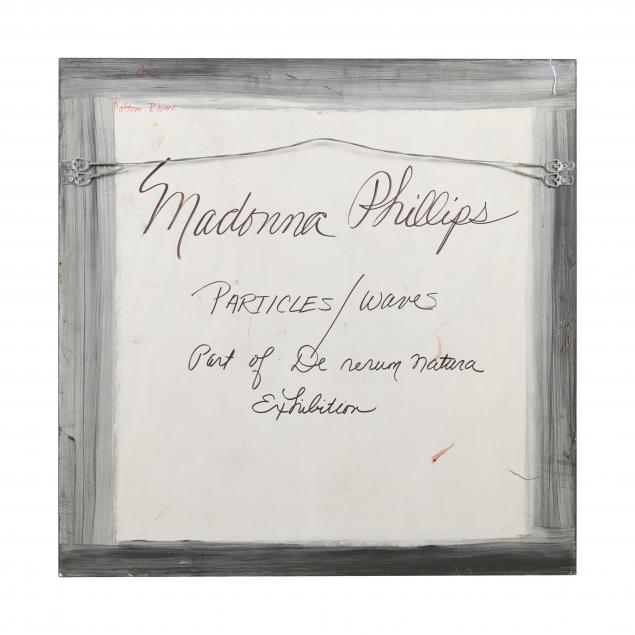 Bottom Right
Madonna Phillips
Particles/Waves
Part of De rerum natura
Exhibition